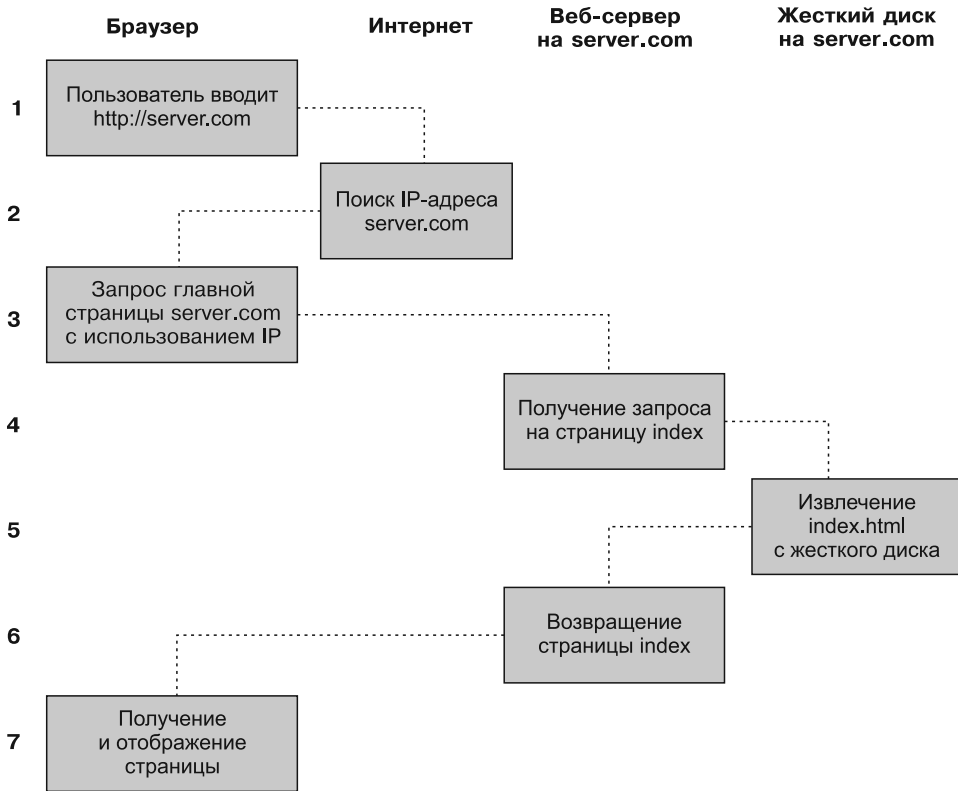 Браузер
Интернет
Веб-сервер
на server.com
Жесткий диск
на server.com
1
Пользователь вводит
http://server.com
2
Поиск IP-адреса
server.com
3
Запрос главной
страницы server.com
с использованием IP
4
Получение запроса
на страницу index
5
Извлечение
index.html
с жесткого диска
6
Возвращение
страницы index
7
Получение
и отображение
страницы